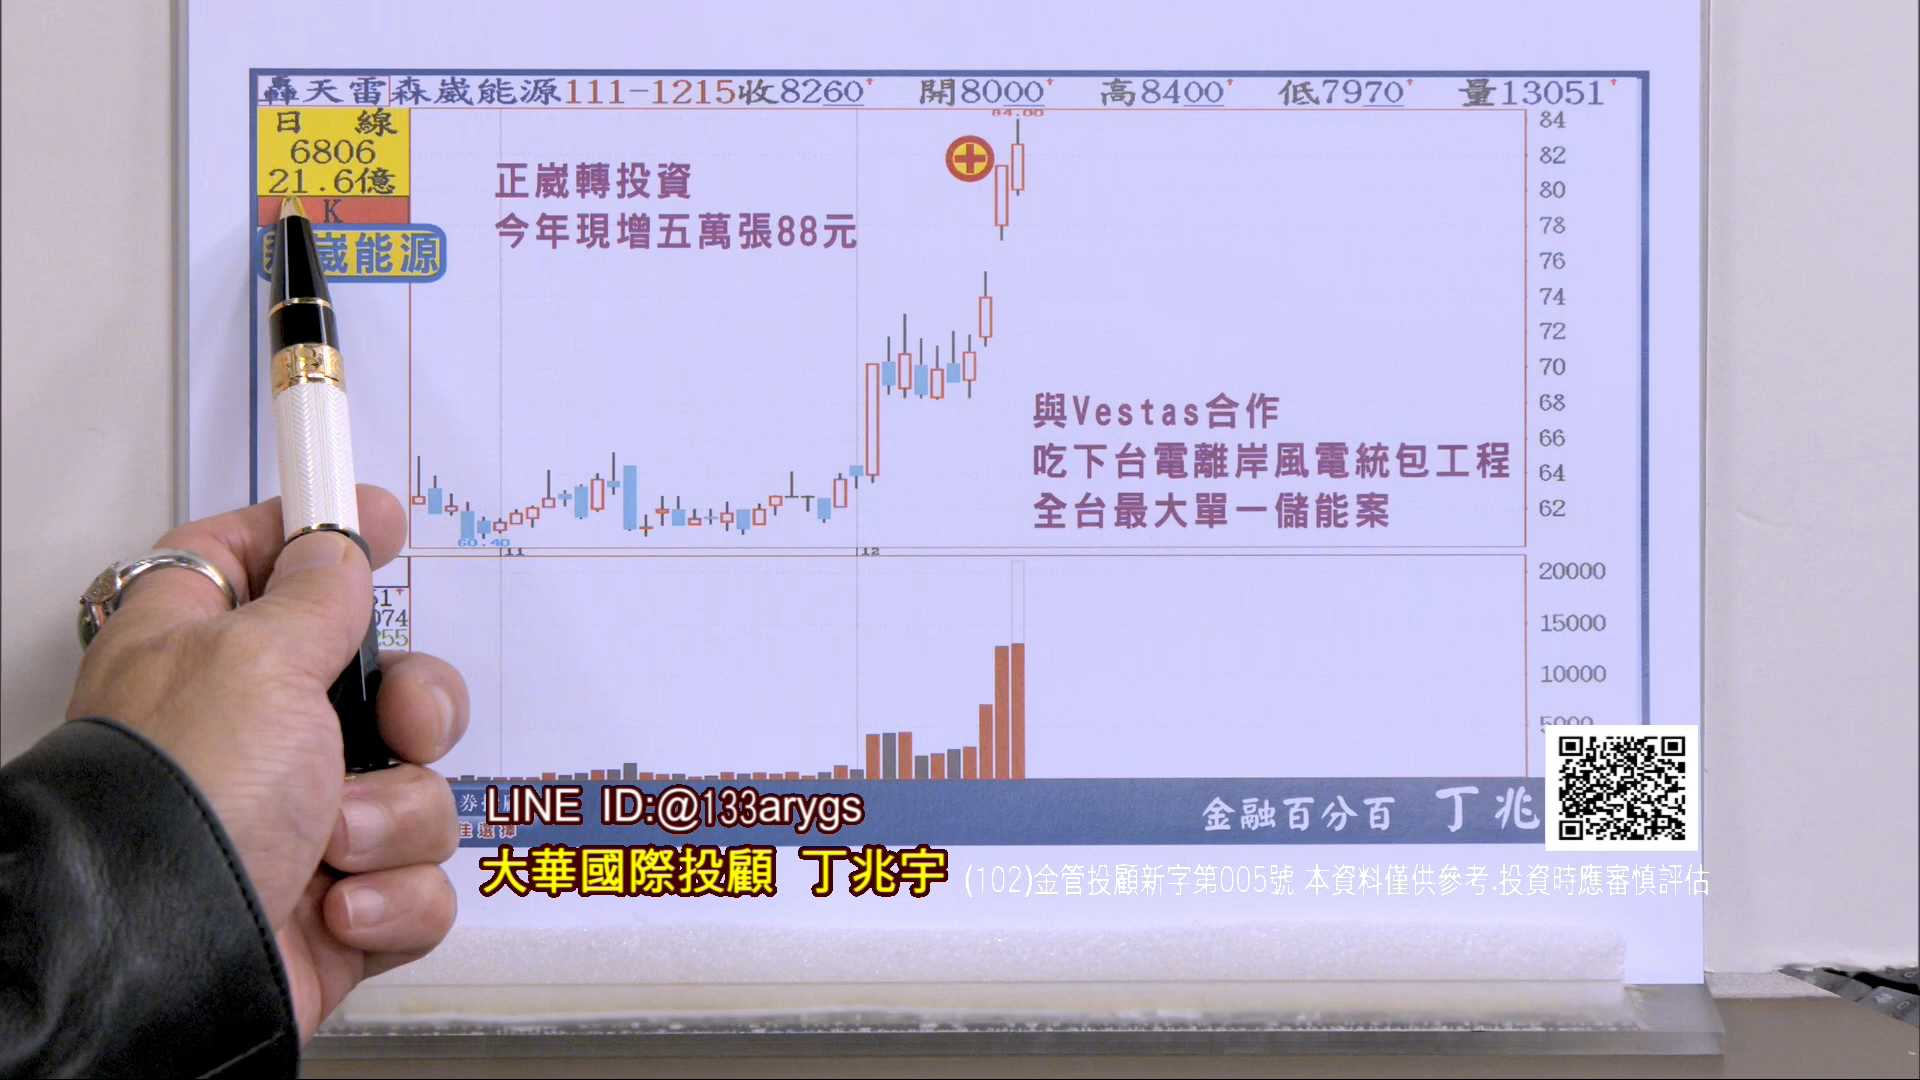 轟天雷 森崴能源111-1215收8260 開8000 高8400 低7970 量13051
日 線
6806
21.6億
K
崴能源
正崴轉投資
今年現增五萬張88元
84.00
84
82
80
78
76
74
72
70
68
66
64
62
與Vestas合作
吃下台電離岸風電統包工程
全台最大單一儲能案
60.40
11
12
20000
15000
10000
5000
074
255
金融百分百 丁兆
LINE ID:@133arygs
大華國際投顧 丁兆宇
(102)金管投顧新字第005號 本資料僅供參考.投資時應審慎評估